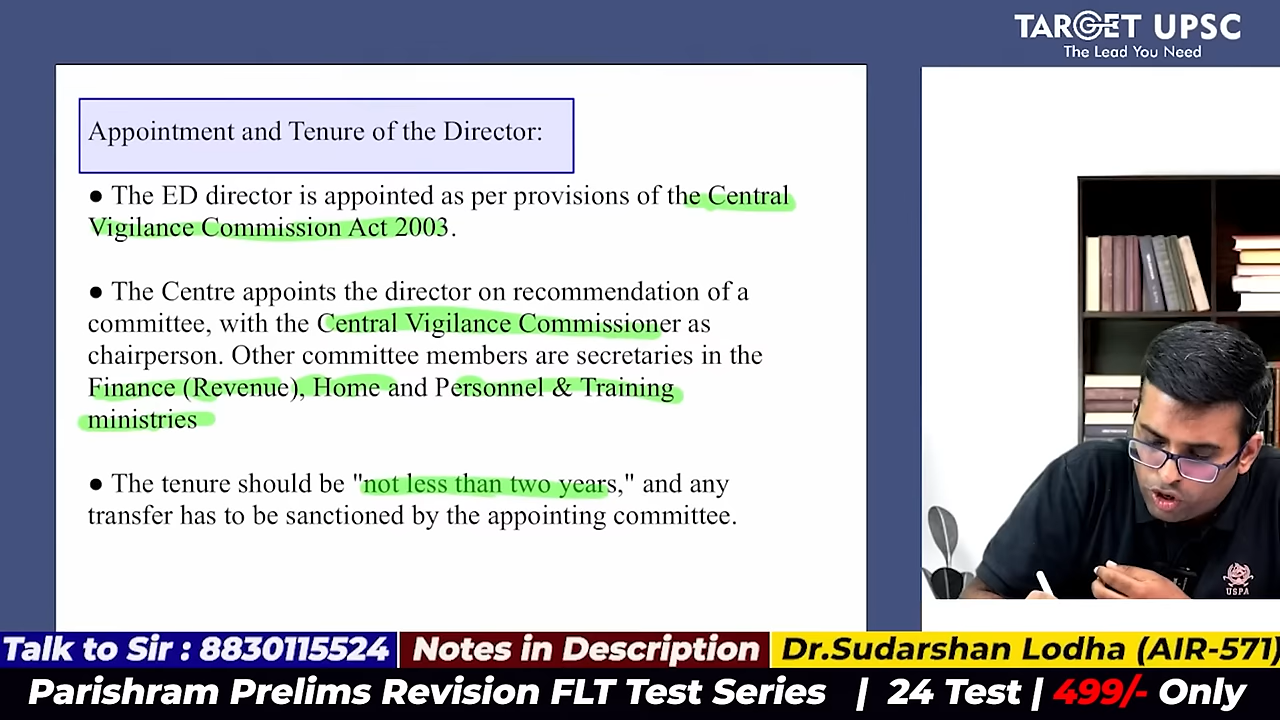 TARGET UPSC
The Lead You Need
Appointment and Tenure of the Director:
● The ED director is appointed as per provisions of the Central
Vigilance Commission Act 2003.
● The Centre appoints the director on recommendation of a
committee, with the Central Vigilance Commissioner as
chairperson. Other committee members are secretaries in the
Finance (Revenue), Home and Personnel & Training
ministries
● The tenure should be "not less than two years," and any
transfer has to be sanctioned by the appointing committee.
USPA
Talk to Sir : 8830115524 Notes in Description Dr.Sudarshan Lodha (AIR-571)
Parishram Prelims Revision FLT Test Series | 24 Test | 499/- Only